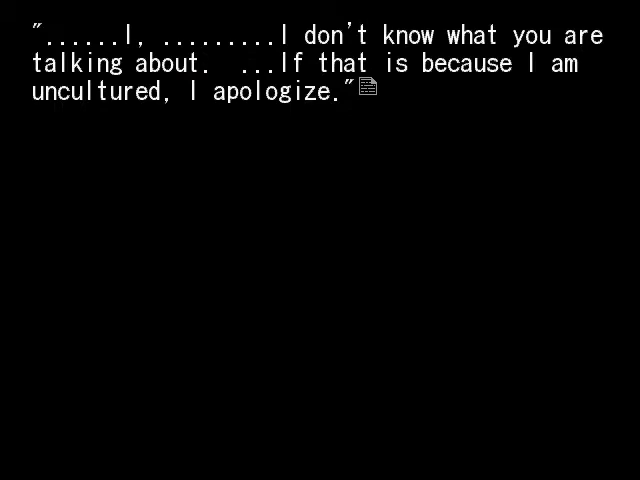 "......I, .........I don't know what you are
talking about.  ...If that is because I am
uncultured, I apologize."